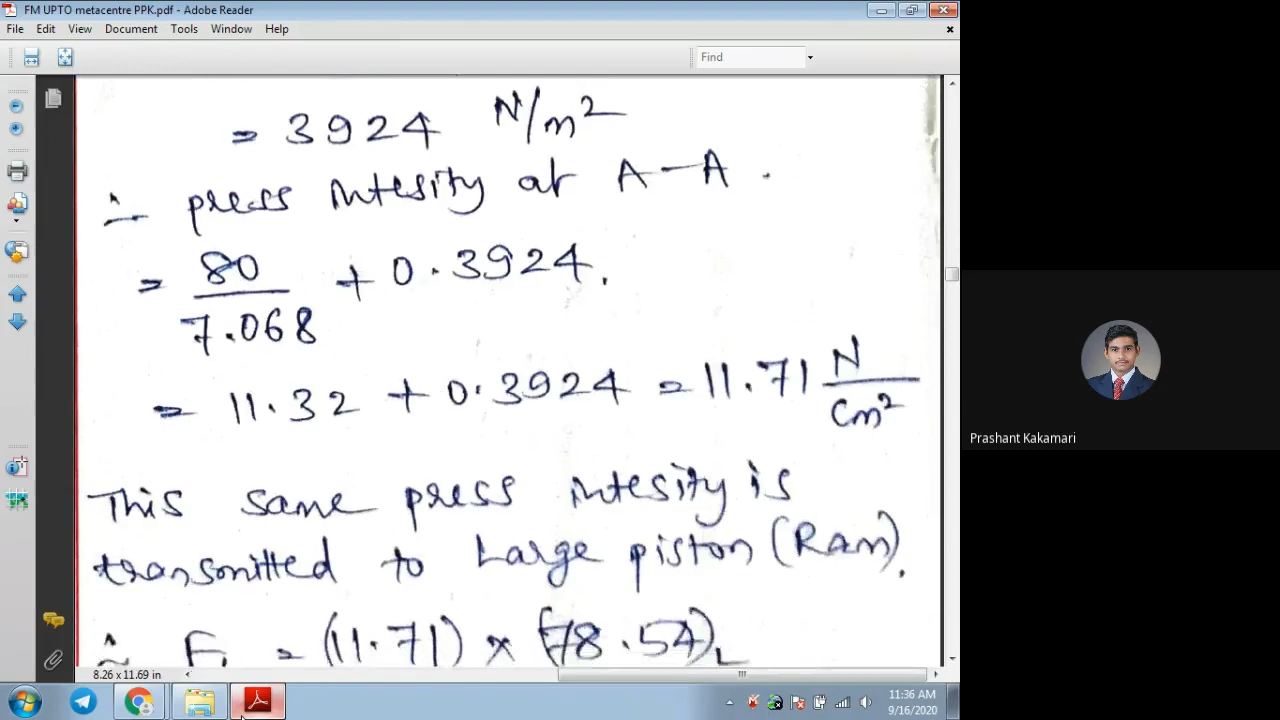 FM UPTO metacentre PPK.pdf - Adobe Reader
File Edit View Document Tools Window Help
Find
= 3924 N/m²
∴ press intesity at A-A.
= 80/7.068 + 0.3924.
= 11.32 + 0.3924 = 11.71 N/cm²
This same press intesity is
transmitted to Large piston (Ram).
∴ F = (11.71) × (78.54)
8.26 x 11.69 in
Prashant Kakamari
11:36 AM
9/16/2020